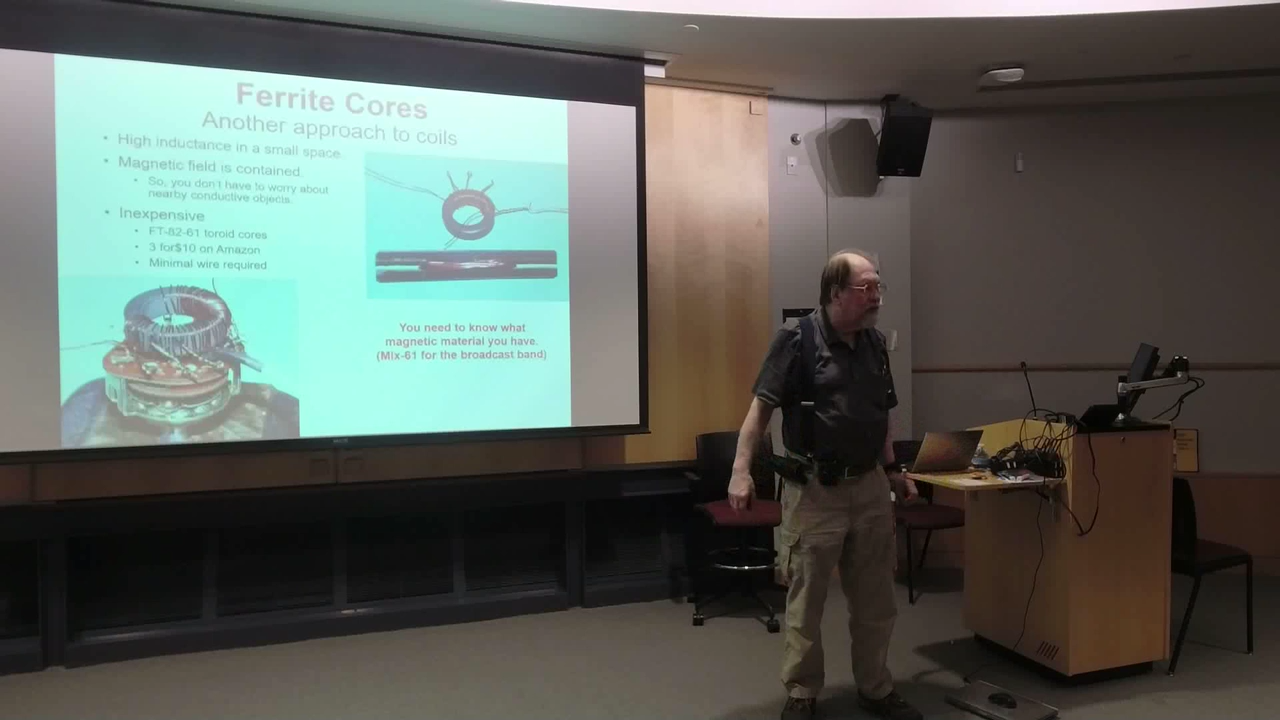 Ferrite Cores
Another approach to coils
• High inductance in a small space.
• Magnetic field is contained.
• So, you don't have to worry about
nearby conductive objects.
• Inexpensive
• FT-82-61 toroid cores
• 3 for$10 on Amazon
• Minimal wire required
You need to know what
magnetic material you have.
(Mix-61 for the broadcast band)